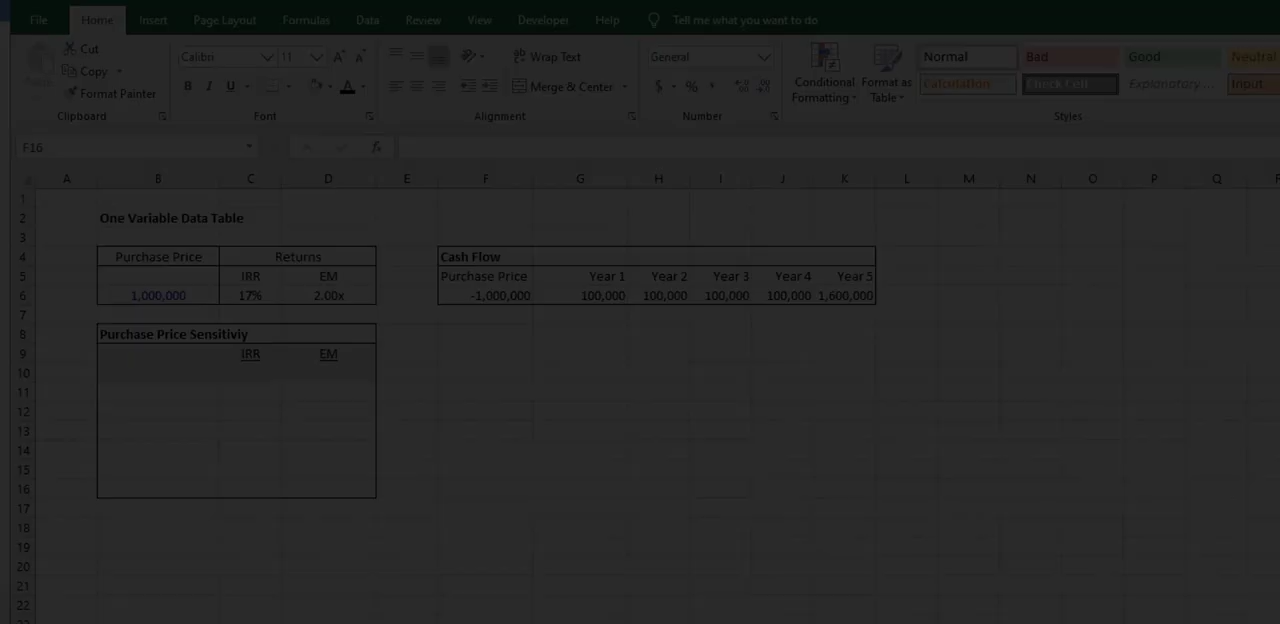 File Home Insert Page Layout Formulas Data Review View Developer Help Tell me what you want to do
Cut
Copy
Paste
Format Painter
Clipboard
Calibri 11
B I U A
Font
Wrap Text
Merge & Center
Alignment
General
$ %
Number
Conditional Formatting
Format as Table
Normal Bad Good Neutral
Calculation Check Cell Explanatory ... Input
Styles
F16 fx
A B C D E F G H I J K L M N O P Q
1
2 One Variable Data Table
3
4 Purchase Price Returns Cash Flow
5 IRR EM Purchase Price Year 1 Year 2 Year 3 Year 4 Year 5
6 1,000,000 17% 2.00x -1,000,000 100,000 100,000 100,000 100,000 1,600,000
7
8 Purchase Price Sensitiviy
9 IRR EM
10
11
12
13
14
15
16
17
18
19
20
21
22